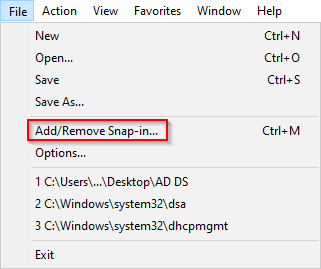 File Action View Favorites Window Help
New Ctrl+N
Open... Ctrl+O
Save Ctrl+S
Save As...
Add/Remove Snap-in... Ctrl+M
Options...
1 C:\Users\...\Desktop\AD DS
2 C:\Windows\system32\dsa
3 C:\Windows\system32\dhcpmgmt
Exit